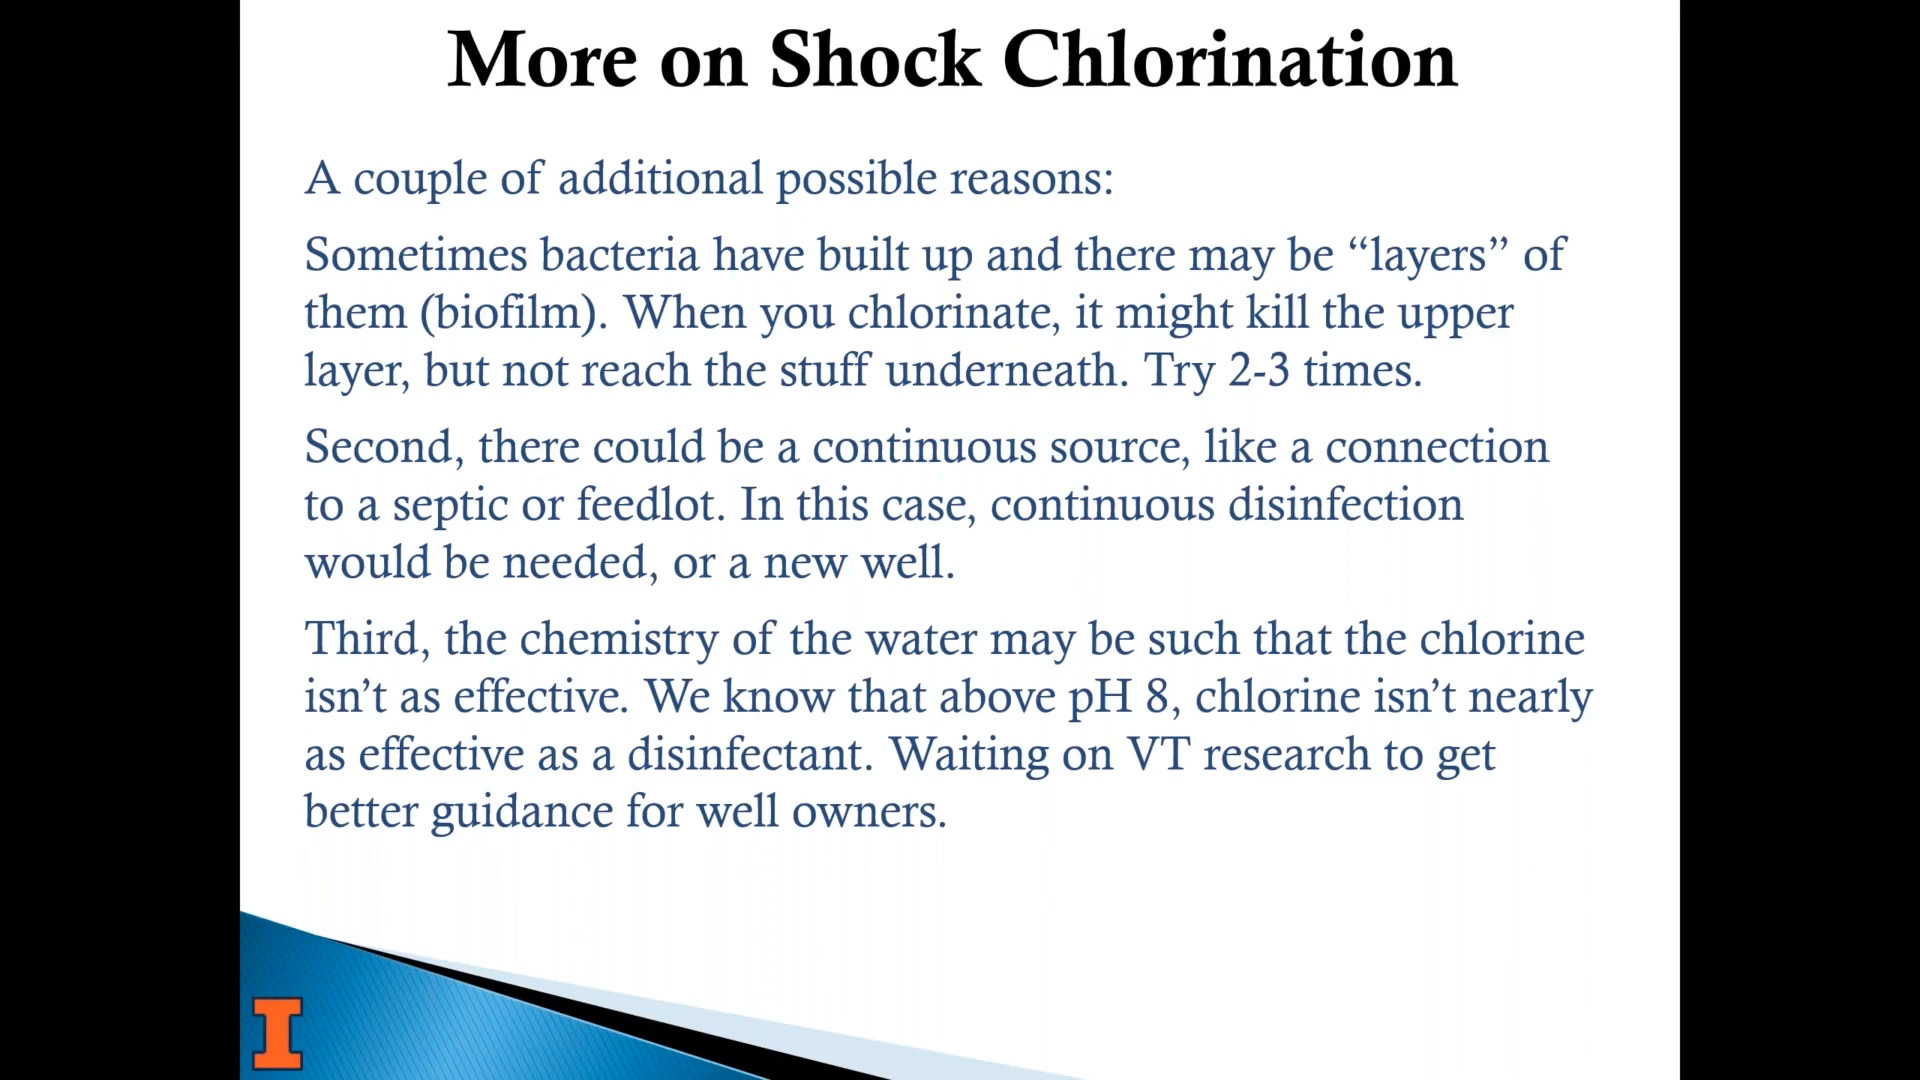 More on Shock Chlorination
A couple of additional possible reasons:
Sometimes bacteria have built up and there may be “layers” of
them (biofilm). When you chlorinate, it might kill the upper
layer, but not reach the stuff underneath. Try 2-3 times.
Second, there could be a continuous source, like a connection
to a septic or feedlot. In this case, continuous disinfection
would be needed, or a new well.
Third, the chemistry of the water may be such that the chlorine
isn’t as effective. We know that above pH 8, chlorine isn’t nearly
as effective as a disinfectant. Waiting on VT research to get
better guidance for well owners.
I